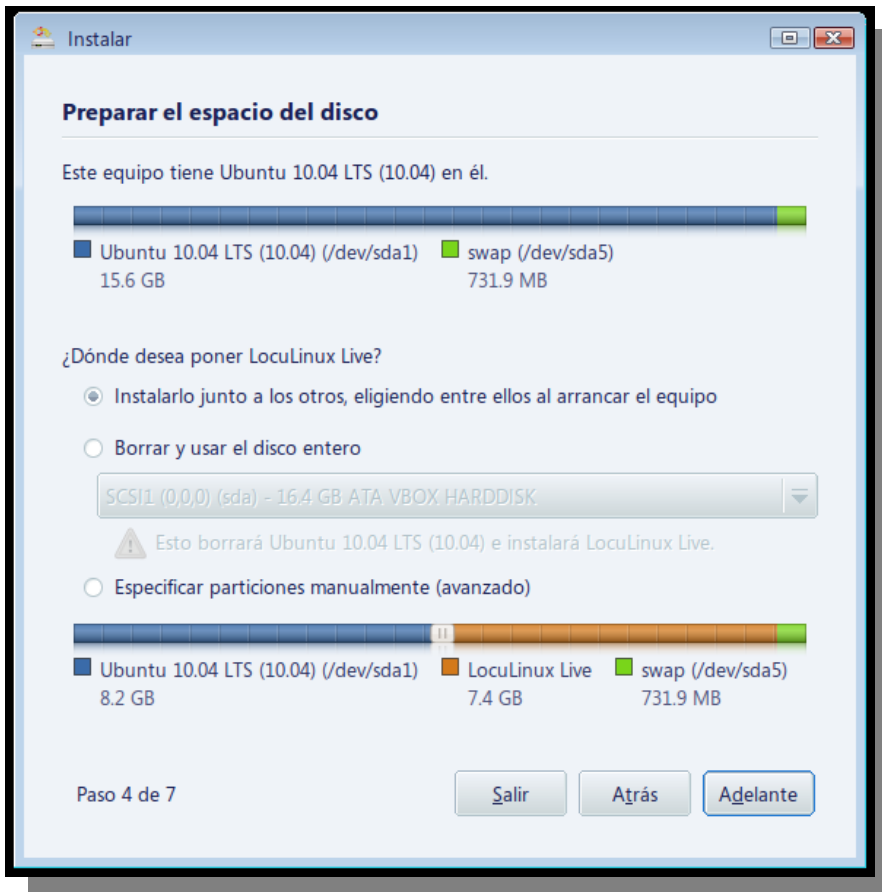 Instalar
Preparar el espacio del disco
Este equipo tiene Ubuntu 10.04 LTS (10.04) en él.
Ubuntu 10.04 LTS (10.04) (/dev/sda1)
15.6 GB
swap (/dev/sda5)
731.9 MB
¿Dónde desea poner LocuLinux Live?
Instalarlo junto a los otros, eligiendo entre ellos al arrancar el equipo
Borrar y usar el disco entero
SCSI1 (0,0,0) (sda) - 16.4 GB ATA VBOX HARDDISK
Esto borrará Ubuntu 10.04 LTS (10.04) e instalará LocuLinux Live.
Especificar particiones manualmente (avanzado)
Ubuntu 10.04 LTS (10.04) (/dev/sda1)
8.2 GB
LocuLinux Live
7.4 GB
swap (/dev/sda5)
731.9 MB
Paso 4 de 7
Salir
Atrás
Adelante